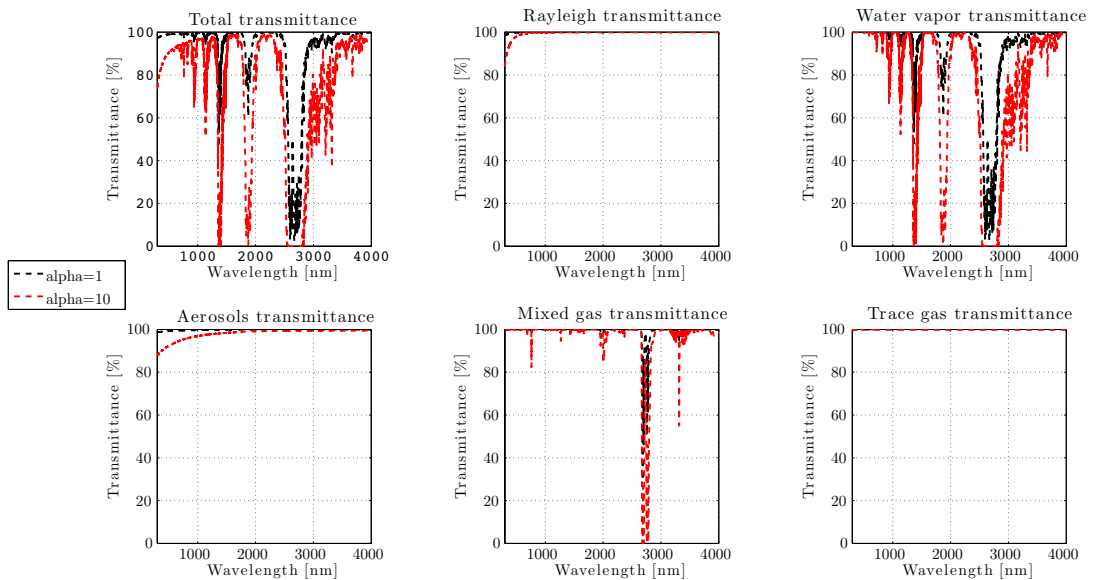 Total transmittance
Rayleigh transmittance
Water vapor transmittance
Transmittance [%]
100
80
60
40
20
0
1000 2000 3000 4000
Wavelength [nm]
Transmittance [%]
100
80
60
40
20
0
1000 2000 3000 4000
Wavelength [nm]
Transmittance [%]
100
80
60
40
20
0
1000 2000 3000 4000
Wavelength [nm]
alpha=1
alpha=10
Aerosols transmittance
Mixed gas transmittance
Trace gas transmittance
Transmittance [%]
100
80
60
40
20
0
1000 2000 3000 4000
Wavelength [nm]
Transmittance [%]
100
80
60
40
20
0
1000 2000 3000 4000
Wavelength [nm]
Transmittance [%]
100
80
60
40
20
0
1000 2000 3000 4000
Wavelength [nm]